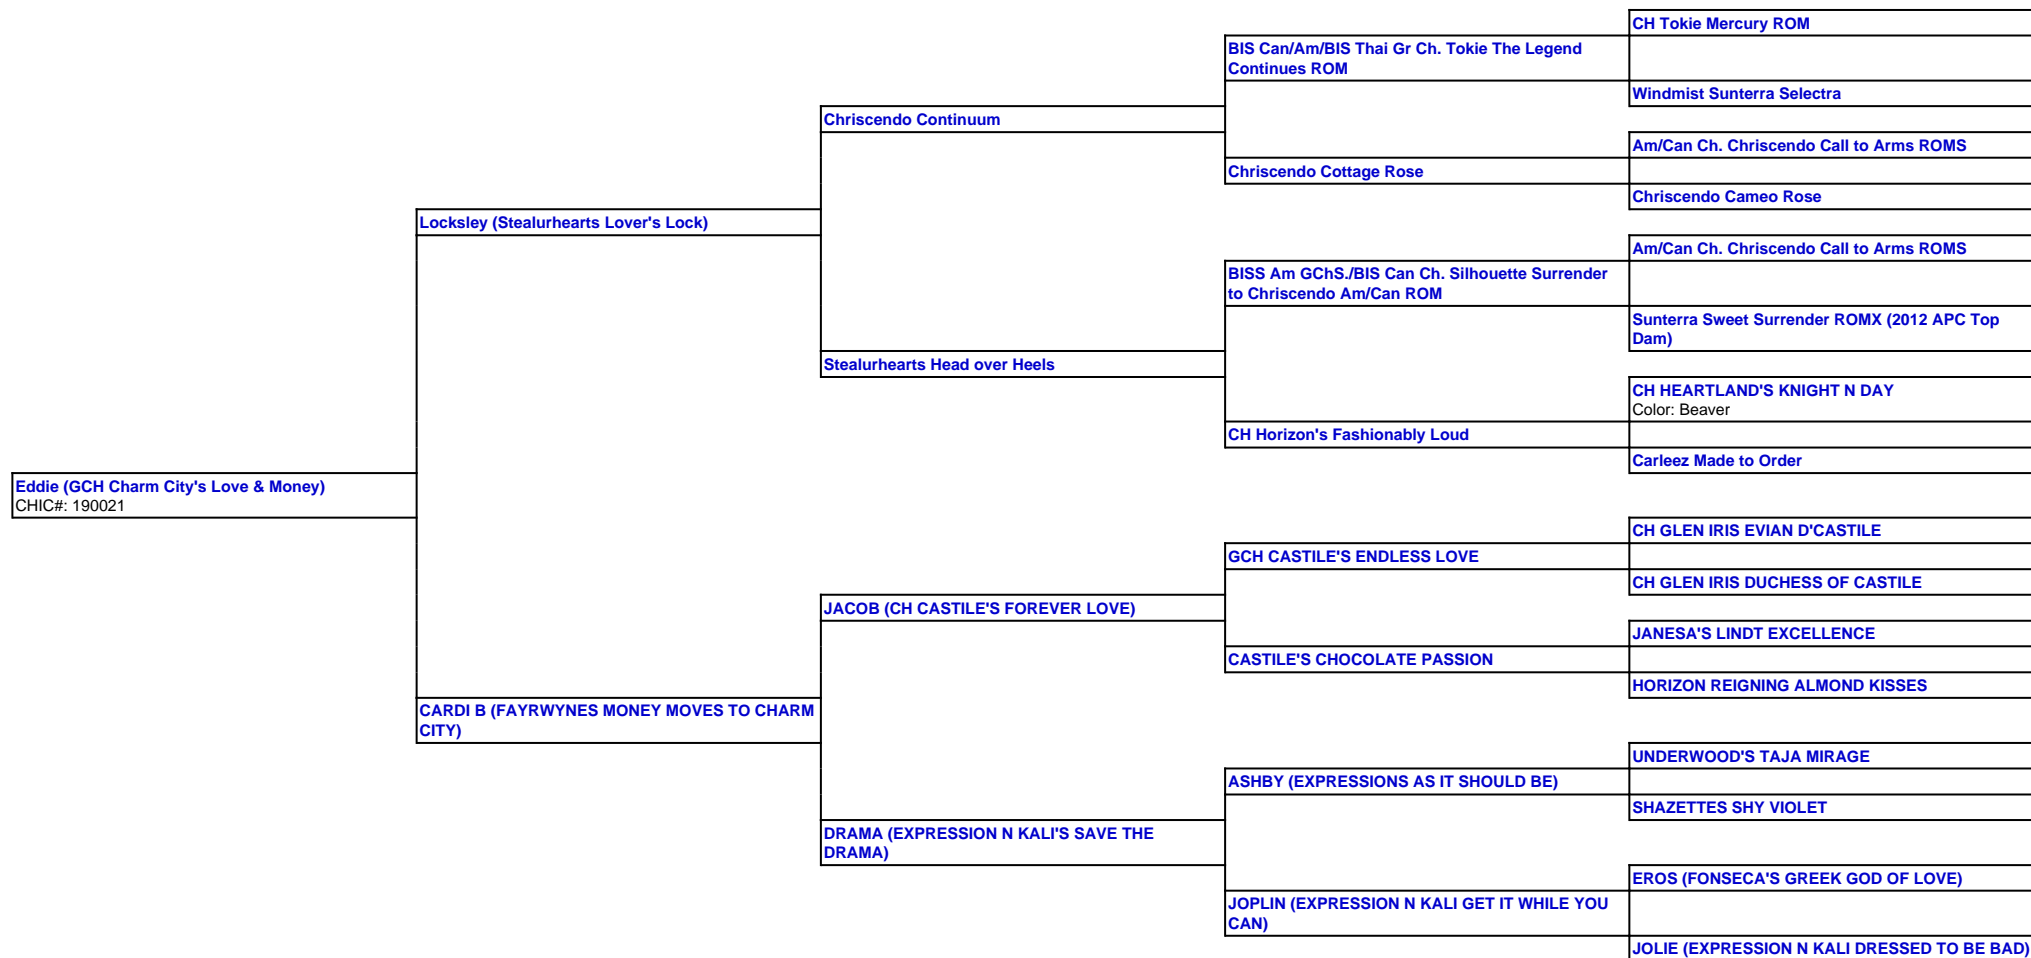 CH Tokie Mercury ROM
BIS Can/Am/BIS Thai Gr Ch. Tokie The Legend
Continues ROM
Windmist Sunterra Selectra
Chriscendo Continuum
Am/Can Ch. Chriscendo Call to Arms ROMS
Chriscendo Cottage Rose
Chriscendo Cameo Rose
Locksley (Stealurhearts Lover's Lock)
Am/Can Ch. Chriscendo Call to Arms ROMS
BISS Am GChS./BIS Can Ch. Silhouette Surrender
to Chriscendo Am/Can ROM
Sunterra Sweet Surrender ROMX (2012 APC Top
Dam)
Stealurhearts Head over Heels
CH HEARTLAND'S KNIGHT N DAY
Color: Beaver
CH Horizon's Fashionably Loud
Carleez Made to Order
Eddie (GCH Charm City's Love & Money)
CHIC#: 190021
CH GLEN IRIS EVIAN D'CASTILE
GCH CASTILE'S ENDLESS LOVE
CH GLEN IRIS DUCHESS OF CASTILE
JACOB (CH CASTILE'S FOREVER LOVE)
JANESA'S LINDT EXCELLENCE
CASTILE'S CHOCOLATE PASSION
HORIZON REIGNING ALMOND KISSES
CARDI B (FAYRWYNES MONEY MOVES TO CHARM
CITY)
UNDERWOOD'S TAJA MIRAGE
ASHBY (EXPRESSIONS AS IT SHOULD BE)
SHAZETTES SHY VIOLET
DRAMA (EXPRESSION N KALI'S SAVE THE
DRAMA)
EROS (FONSECA'S GREEK GOD OF LOVE)
JOPLIN (EXPRESSION N KALI GET IT WHILE YOU
CAN)
JOLIE (EXPRESSION N KALI DRESSED TO BE BAD)